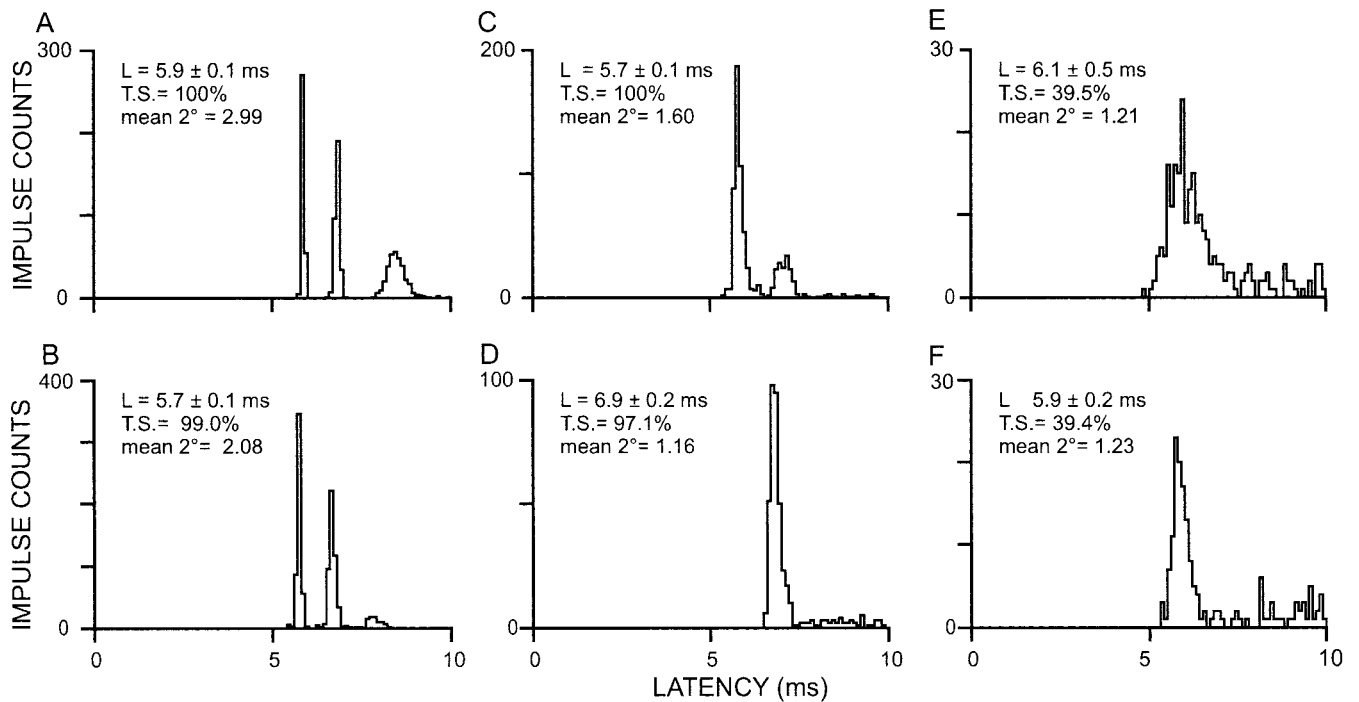 A
300
L = 5.9 ± 0.1 ms
T.S.= 100%
mean 2° = 2.99
0
IMPULSE COUNTS
C
200
L = 5.7 ± 0.1 ms
T.S.= 100%
mean 2°= 1.60
0
E
30
L = 6.1 ± 0.5 ms
T.S.= 39.5%
mean 2° = 1.21
0
B
400
L = 5.7 ± 0.1 ms
T.S.= 99.0%
mean 2°= 2.08
0
IMPULSE COUNTS
0 5 10
D
100
L = 6.9 ± 0.2 ms
T.S.= 97.1%
mean 2°= 1.16
0
0 5 10
LATENCY (ms)
F
30
L 5.9 ± 0.2 ms
T.S.= 39.4%
mean 2°= 1.23
0
0 5 10